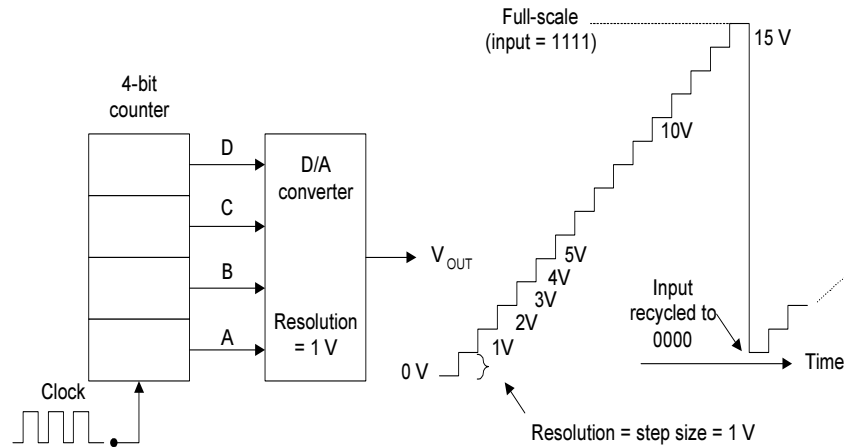 4-bit
counter
D
C
B
A
Clock
D/A
converter
Resolution
= 1 V
VOUT
Full-scale
(input = 1111)
15 V
10V
5V
4V
3V
2V
1V
0 V
Input
recycled to
0000
Time
Resolution = step size = 1 V